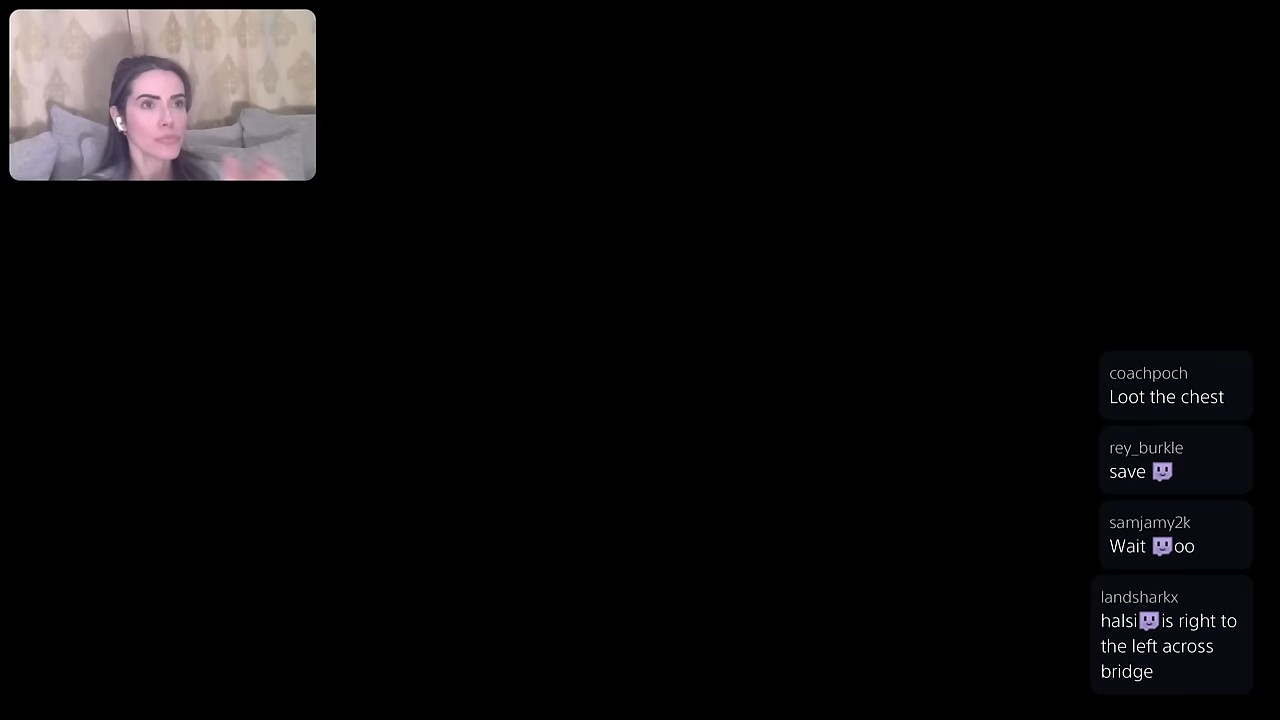 coachpoch
Loot the chest
rey_burkle
save
samjamy2k
Wait oo
landsharkx
halsi is right to
the left across
bridge